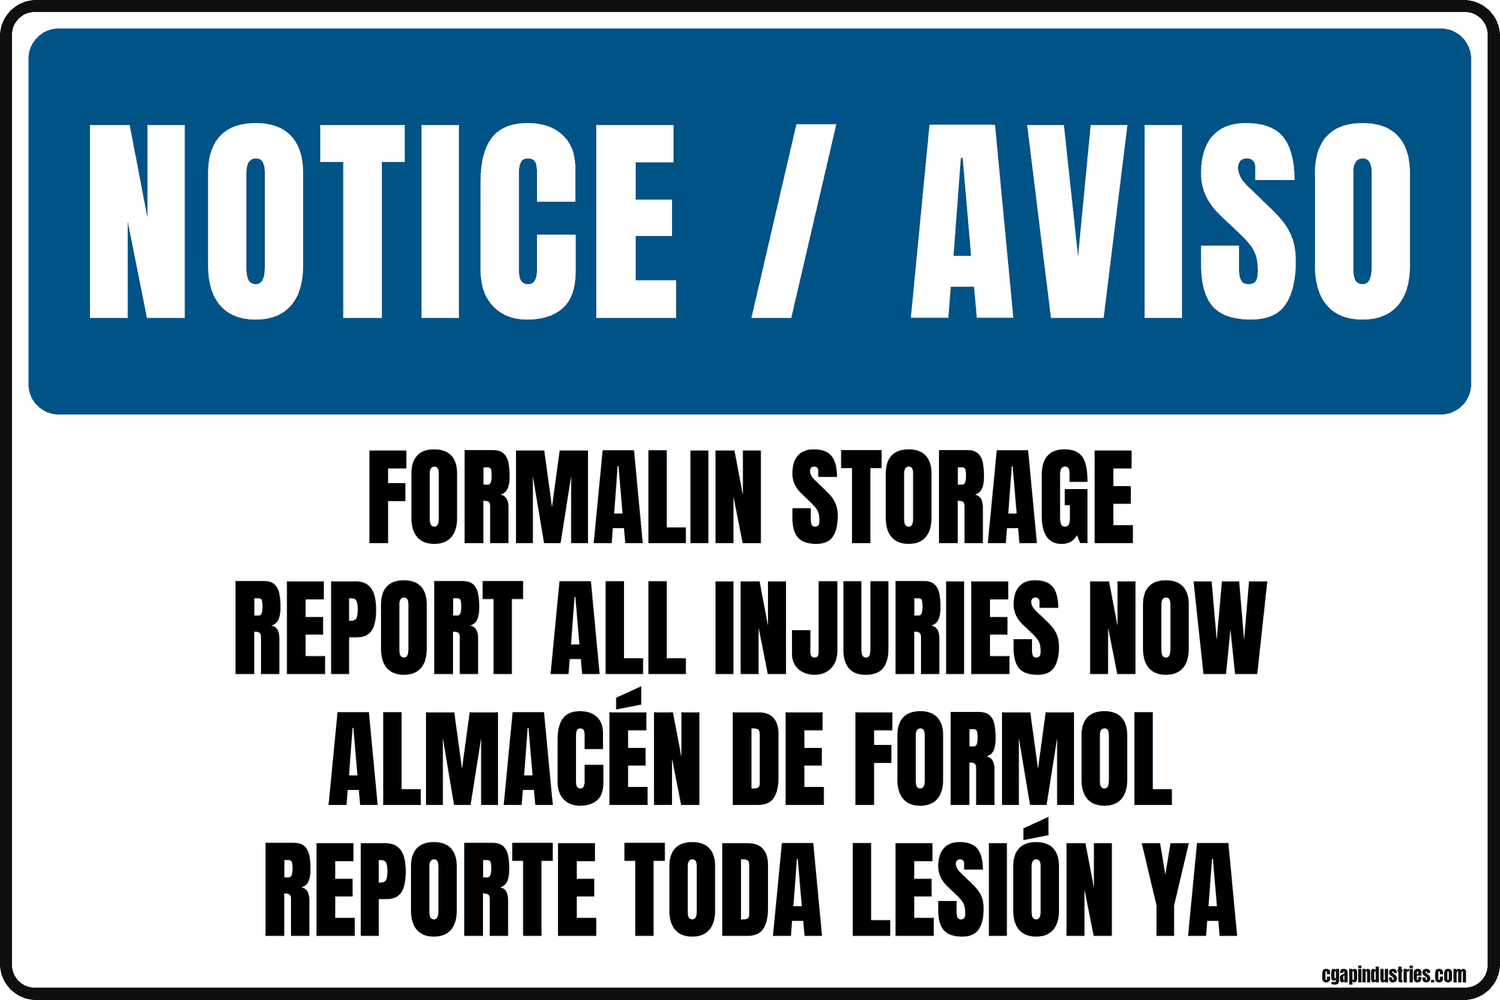 NOTICE / AVISO
FORMALIN STORAGE
REPORT ALL INJURIES NOW
ALMACÉN DE FORMOL
REPORTE TODA LESIÓN YA
cgapindustries.com